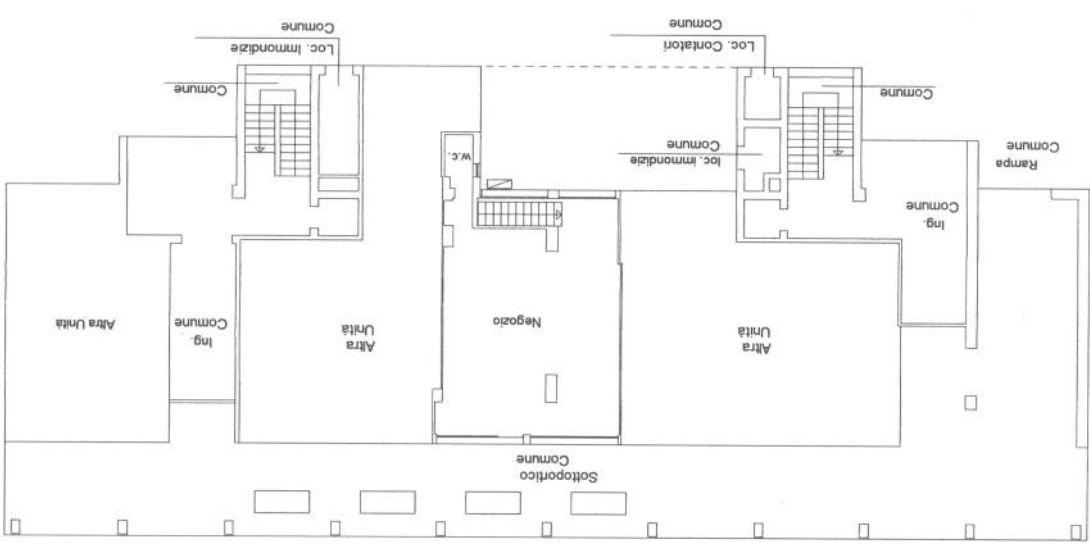 Sottoportico
Comune
Altra
Unità
Negozio
Altra
Unità
Ing.
Comune
Altra Unità
Ing.
Comune
Rampa
Comune
loc. immondizie
Comune
w.c.
Comune
Comune
Loc. Contatori
Comune
Loc. Immondizie
Comune